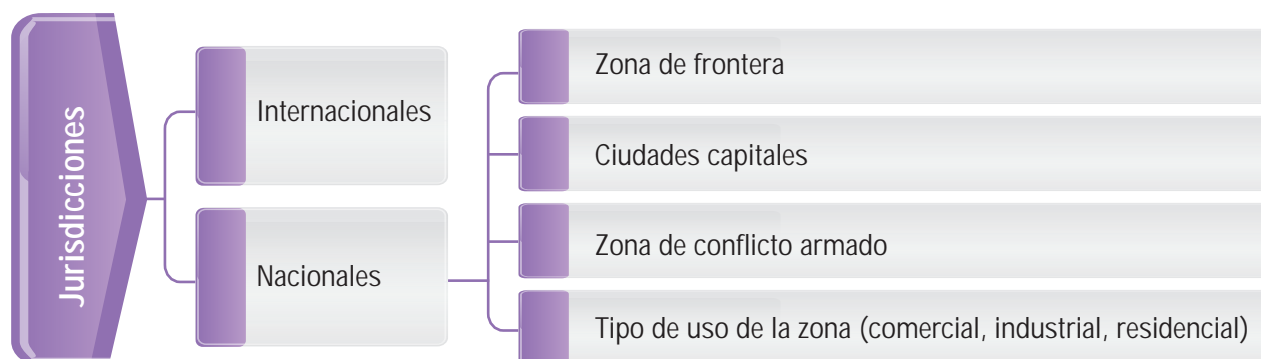 Jurisdicciones
Internacionales
Nacionales
Zona de frontera
Ciudades capitales
Zona de conflicto armado
Tipo de uso de la zona (comercial, industrial, residencial)